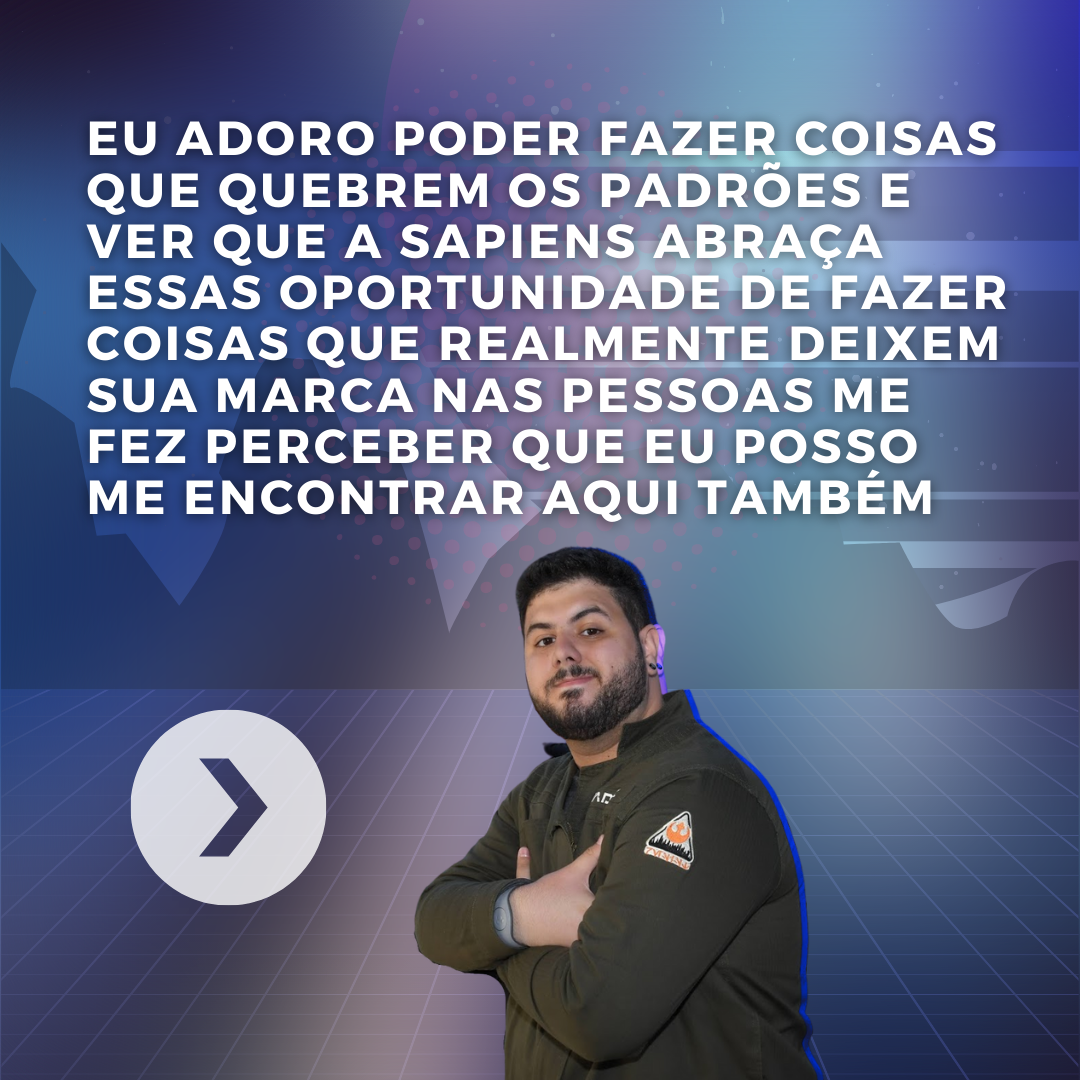 EU ADORO PODER FAZER COISAS
QUE QUEBREM OS PADRÕES E
VER QUE A SAPIENS ABRAÇA
ESSAS OPORTUNIDADE DE FAZER
COISAS QUE REALMENTE DEIXEM
SUA MARCA NAS PESSOAS ME
FEZ PERCEBER QUE EU POSSO
ME ENCONTRAR AQUI TAMBÉM